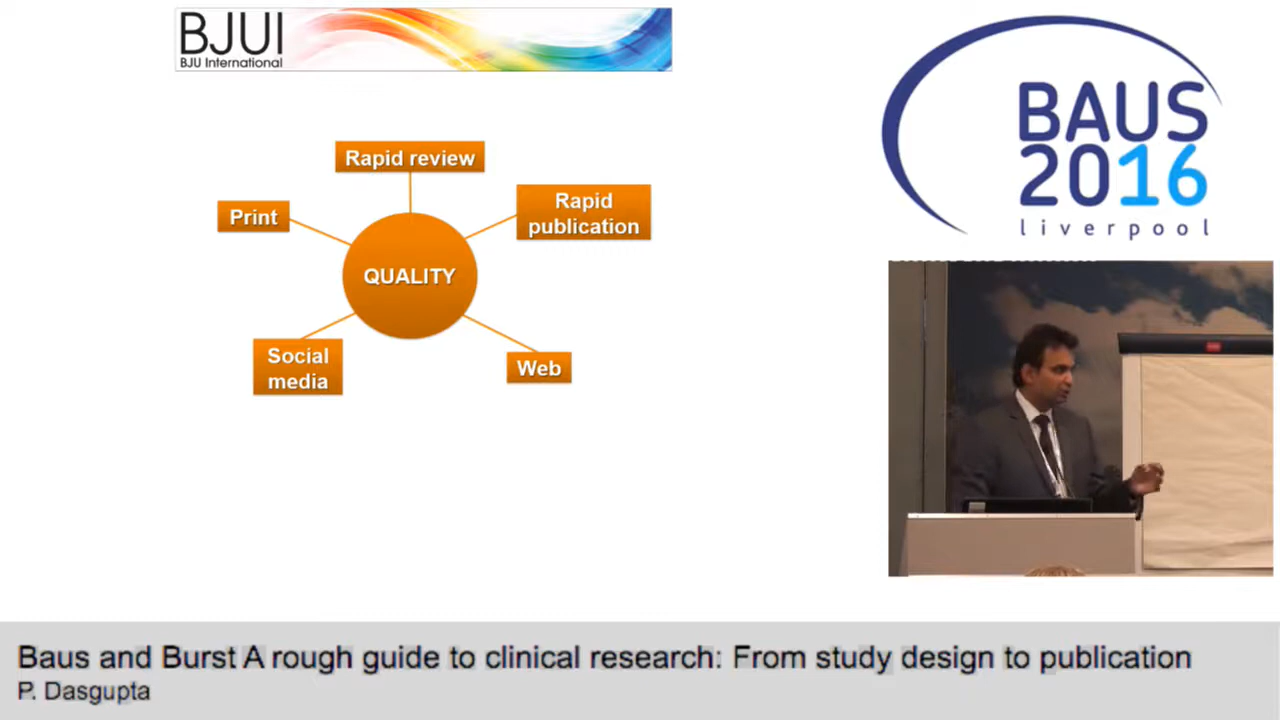 BJUI
BJU International
Rapid review
Rapid
publication
Print
QUALITY
Social
media
Web
BAUS
2016
liverpool
Baus and Burst A rough guide to clinical research: From study design to publication
P. Dasgupta